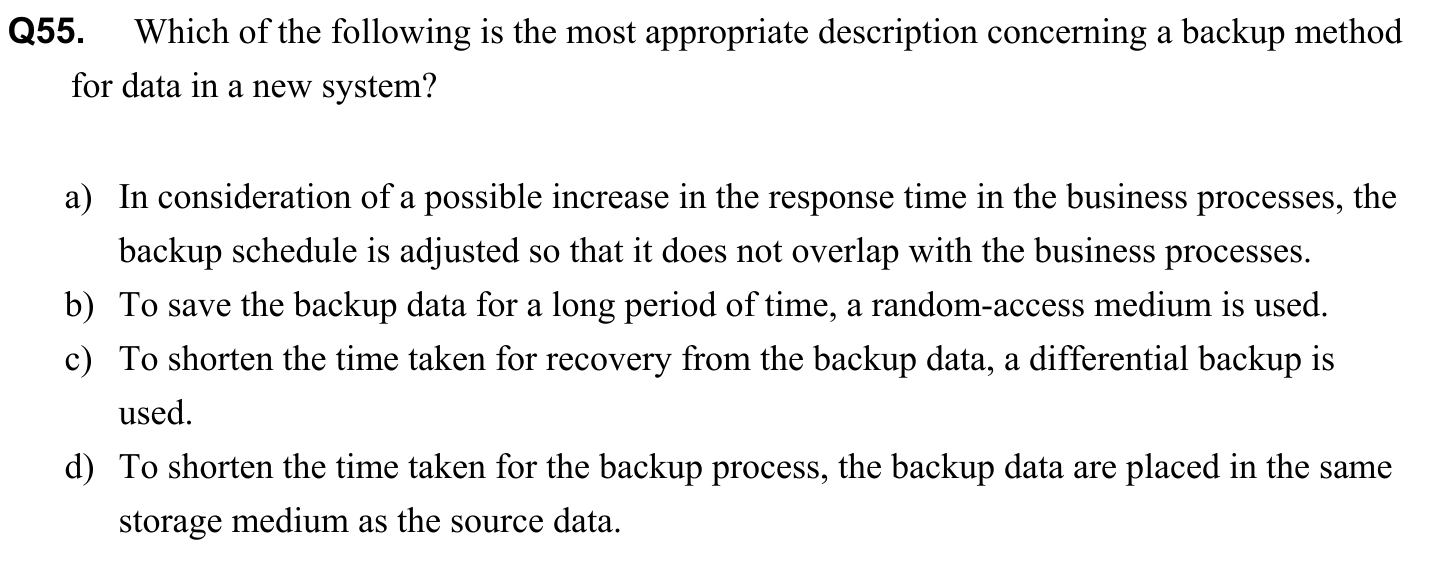 Q55. Which of the following is the most appropriate description concerning a backup method
for data in a new system?
a) In consideration of a possible increase in the response time in the business processes, the
backup schedule is adjusted so that it does not overlap with the business processes.
b) To save the backup data for a long period of time, a random-access medium is used.
c) To shorten the time taken for recovery from the backup data, a differential backup is
used.
d) To shorten the time taken for the backup process, the backup data are placed in the same
storage medium as the source data.